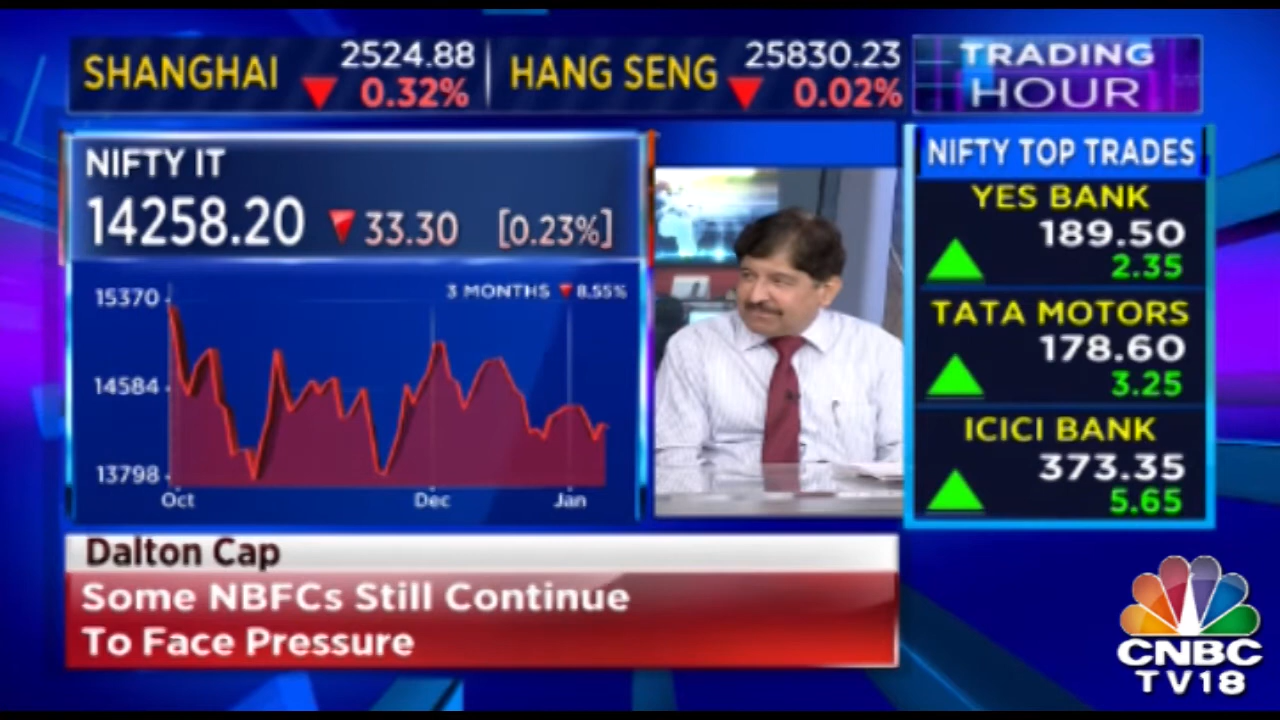 SHANGHAI
2524.88
0.32%
HANG SENG
25830.23
0.02%
TRADING
HOUR
NIFTY IT
14258.20
33.30
[0.23%]
3 MONTHS
8.55%
15370
14584
13798
Oct
Dec
Jan
NIFTY TOP TRADES
YES BANK
189.50
2.35
TATA MOTORS
178.60
3.25
ICICI BANK
373.35
5.65
Dalton Cap
Some NBFCs Still Continue
To Face Pressure
CNBC
TV18